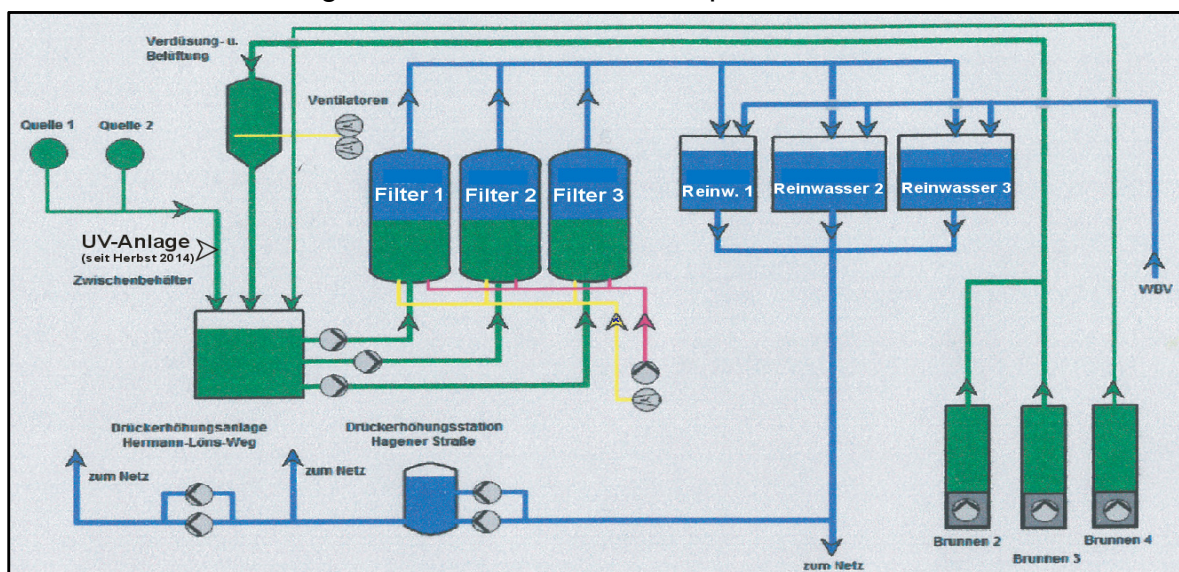 Verdüsung- u.
Belüftung
Ventilatoren
Quelle 1
Quelle 2
Filter 1
Filter 2
Filter 3
Reinw. 1
Reinwasser 2
Reinwasser 3
UV-Anlage
(seit Herbst 2014)
Zwischenbehälter
WBV
Drückerhöhungsanlage
Hermann-Löns-Weg
Drückerhöhungsstation
Hagener Straße
zum Netz
zum Netz
Brunnen 2
Brunnen 3
Brunnen 4
zum Netz